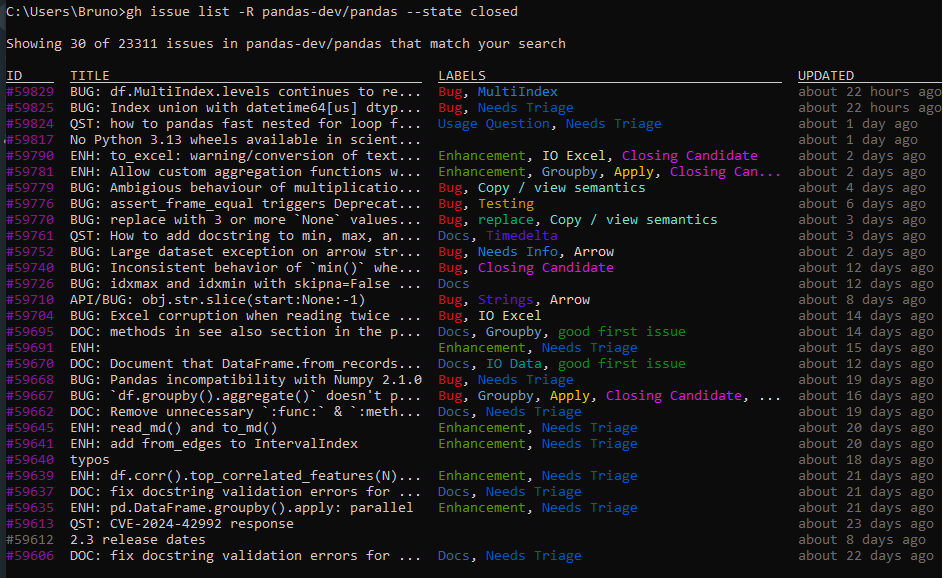 C:\Users\Bruno>gh issue list -R pandas-dev/pandas --state closed
Showing 30 of 23311 issues in pandas-dev/pandas that match your search
ID TITLE LABELS UPDATED
#59829 BUG: df.MultiIndex.levels continues to re... Bug, MultiIndex about 22 hours ago
#59825 BUG: Index union with datetime64[us] dtyp... Bug, Needs Triage about 22 hours ago
#59824 QST: how to pandas fast nested for loop f... Usage Question, Needs Triage about 1 day ago
#59817 No Python 3.13 wheels available in scient... about 1 day ago
#59790 ENH: to_excel: warning/conversion of text... Enhancement, IO Excel, Closing Candidate about 2 days ago
#59781 ENH: Allow custom aggregation functions w... Enhancement, Groupby, Apply, Closing Can... about 2 days ago
#59779 BUG: Ambigious behaviour of multiplicatio... Bug, Copy / view semantics about 4 days ago
#59776 BUG: assert_frame_equal triggers Deprecat... Bug, Testing about 6 days ago
#59770 BUG: replace with 3 or more `None` values... Bug, replace, Copy / view semantics about 3 days ago
#59761 QST: How to add docstring to min, max, an... Docs, Timedelta about 3 days ago
#59752 BUG: Large dataset exception on arrow str... Bug, Needs Info, Arrow about 2 days ago
#59740 BUG: Inconsistent behavior of `min()` whe... Bug, Closing Candidate about 12 days ago
#59726 BUG: idxmax and idxmin with skipna=False ... Docs about 12 days ago
#59710 API/BUG: obj.str.slice(start:None:-1) Bug, Strings, Arrow about 8 days ago
#59704 BUG: Excel corruption when reading twice ... Bug, IO Excel about 14 days ago
#59695 DOC: methods in see also section in the p... Docs, Groupby, good first issue about 14 days ago
#59691 ENH: Enhancement, Needs Triage about 15 days ago
#59670 DOC: Document that DataFrame.from_records... Docs, IO Data, good first issue about 12 days ago
#59668 BUG: Pandas incompatibility with Numpy 2.1.0 Bug, Needs Triage about 19 days ago
#59667 BUG: `df.groupby().aggregate()` doesn't p... Bug, Groupby, Apply, Closing Candidate, ... about 16 days ago
#59662 DOC: Remove unnecessary `:func:` & `:meth... Docs, Needs Triage about 19 days ago
#59645 ENH: read_md() and to_md() Enhancement, Needs Triage about 20 days ago
#59641 ENH: add from_edges to IntervalIndex Enhancement, Needs Triage about 20 days ago
#59640 typos about 18 days ago
#59639 ENH: df.corr().top_correlated_features(N)... Enhancement, Needs Triage about 21 days ago
#59637 DOC: fix docstring validation errors for ... Docs, Needs Triage about 21 days ago
#59635 ENH: pd.DataFrame.groupby().apply: parallel Enhancement, Needs Triage about 21 days ago
#59613 QST: CVE-2024-42992 response about 23 days ago
#59612 2.3 release dates about 8 days ago
#59606 DOC: fix docstring validation errors for ... Docs, Needs Triage about 22 days ago